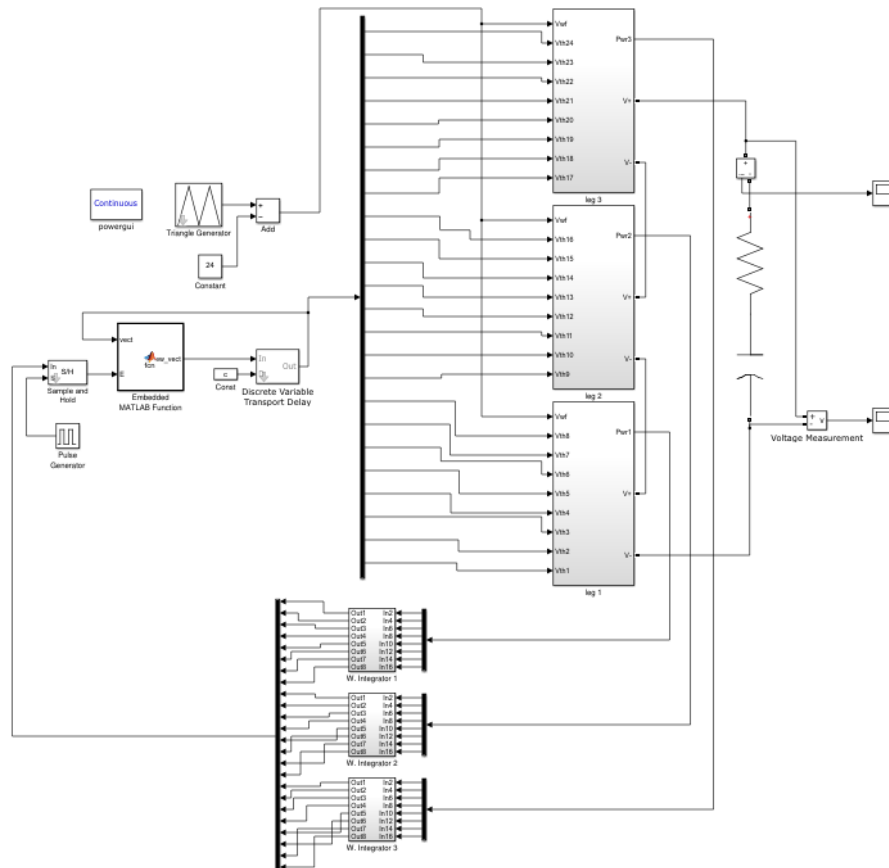 Vwf
Vth24
Vth23
Vth22
Vth21
Vth20
Vth19
Vth18
Vth17
Pwr3
V+
V-
leg 3
Continuous
powergui
Triangle Generator
+
−
Add
24
Constant
Vwf
Vth16
Vth15
Vth14
Vth13
Vth12
Vth11
Vth10
Vth9
Pwr2
V+
V-
leg 2
vect
E
fcn
Embedded
MATLAB Function
In
Out
c
Const
Discrete Variable
Transport Delay
In
S/H
Sample and
Hold
Pulse
Generator
Vwf
Vth8
Vth7
Vth6
Vth5
Vth4
Vth3
Vth2
Vth1
Pwr1
V+
V-
leg 1
+
-
v
Voltage Measurement
Out1 In2
Out2 In4
Out3 In6
Out4 In8
Out5 In10
Out6 In12
Out7 In14
Out8 In16
W. Integrator 1
Out1 In2
Out2 In4
Out3 In6
Out4 In8
Out5 In10
Out6 In12
Out7 In14
Out8 In16
W. Integrator 2
Out1 In2
Out2 In4
Out3 In6
Out4 In8
Out5 In10
Out6 In12
Out7 In14
Out8 In16
W. Integrator 3